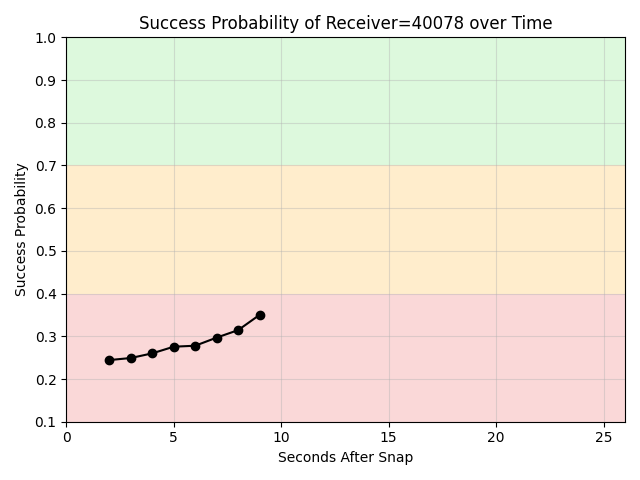 Success Probability of Receiver=40078 over Time
1.0
0.9
0.8
0.7
0.6
0.5
0.4
0.3
0.2
0.1
Success Probability
0 5 10 15 20 25
Seconds After Snap